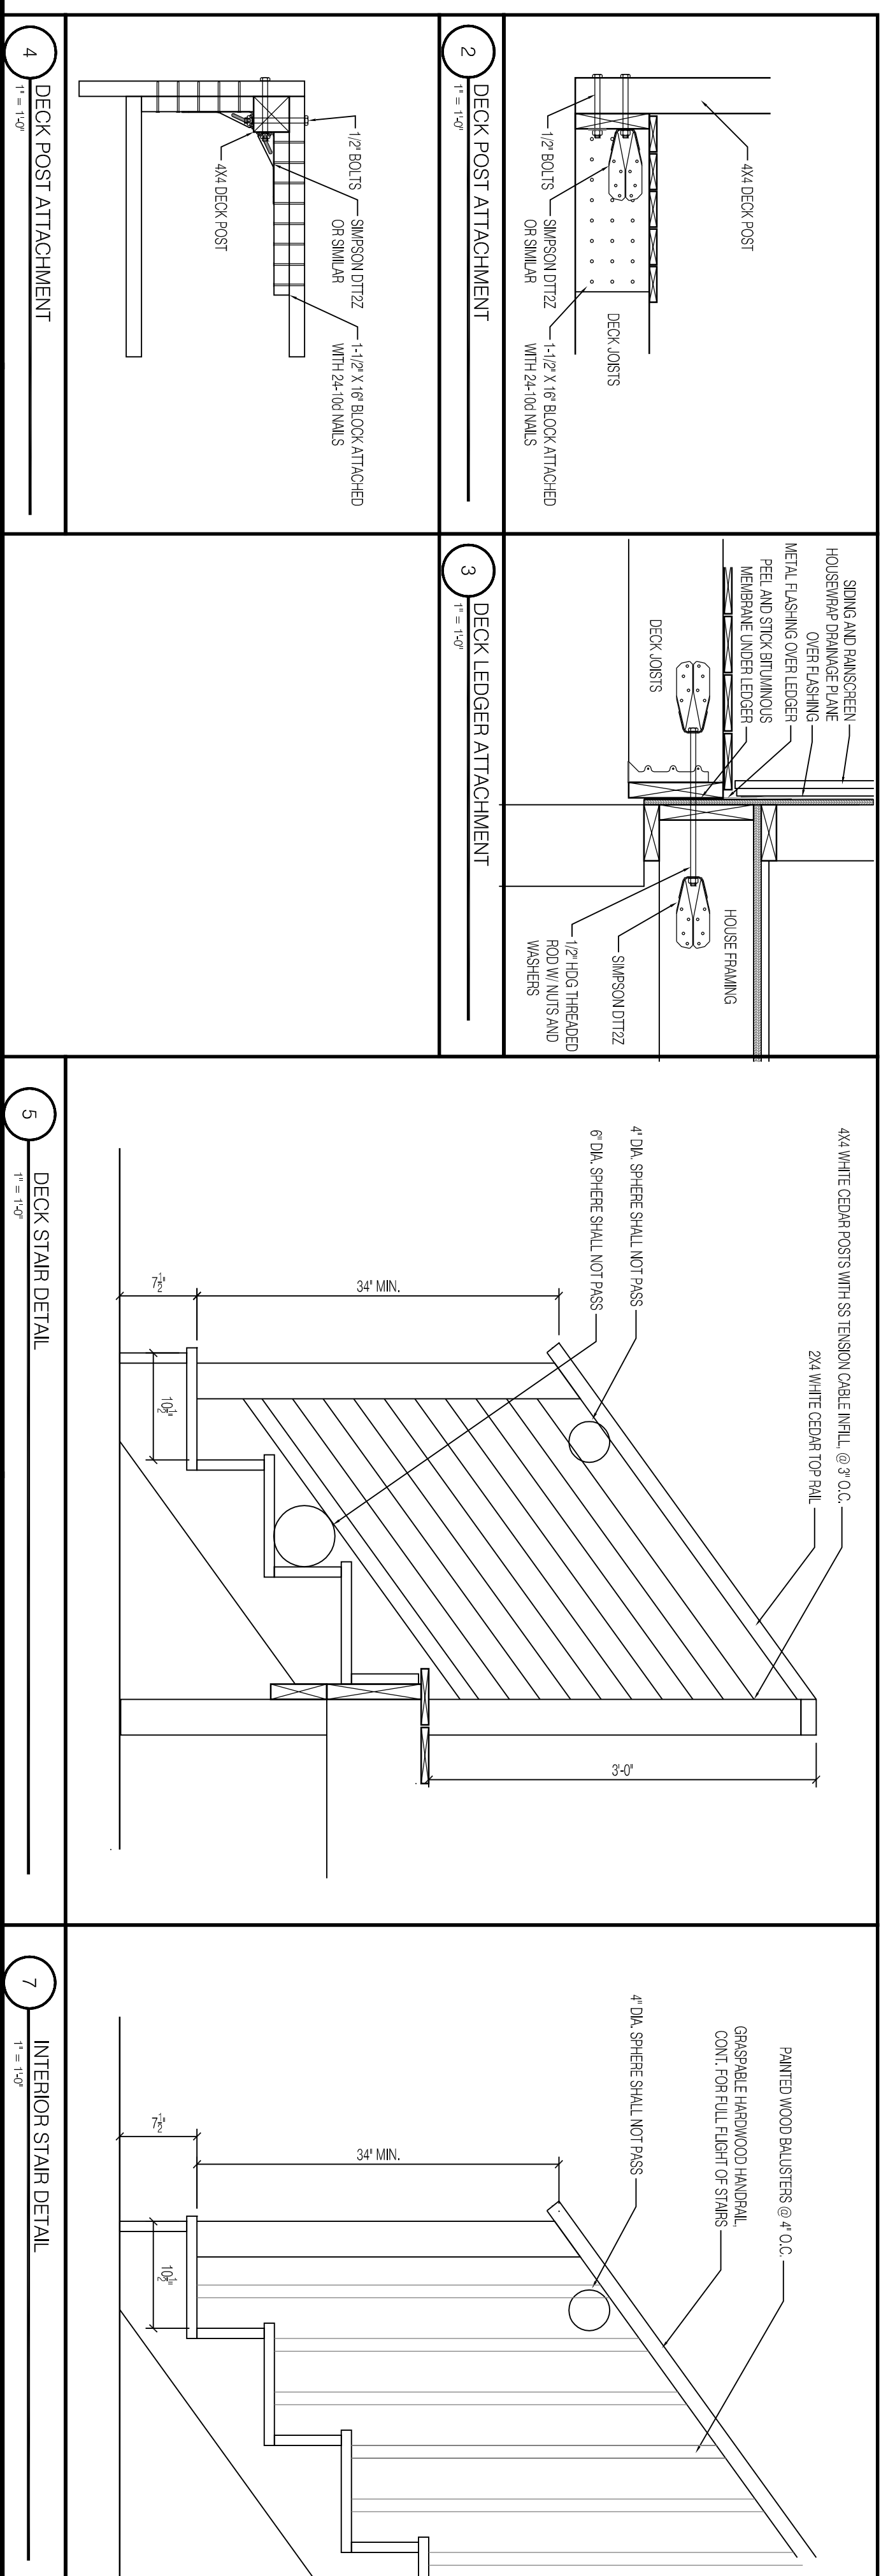 4X4 DECK POST
DECK JOISTS
1/2" BOLTS
SIMPSON DTT2Z
OR SIMILAR
1-1/2" X 16" BLOCK ATTACHED
WITH 24-10d NAILS
2
DECK POST ATTACHMENT
1" = 1'-0"
1/2" BOLTS
SIMPSON DTT2Z
OR SIMILAR
1-1/2" X 16" BLOCK ATTACHED
WITH 24-10d NAILS
4X4 DECK POST
4
DECK POST ATTACHMENT
1" = 1'-0"
SIDING AND RAINSCREEN
HOUSEWRAP DRAINAGE PLANE
OVER FLASHING
METAL FLASHING OVER LEDGER
PEEL AND STICK BITUMINOUS
MEMBRANE UNDER LEDGER
DECK JOISTS
HOUSE FRAMING
SIMPSON DTT2Z
1/2" HDG THREADED
ROD W/ NUTS AND
WASHERS
3
DECK LEDGER ATTACHMENT
1" = 1'-0"
4X4 WHITE CEDAR POSTS WITH SS TENSION CABLE INFILL, @ 3" O.C.
2X4 WHITE CEDAR TOP RAIL
4" DIA. SPHERE SHALL NOT PASS
6" DIA. SPHERE SHALL NOT PASS
34" MIN.
3'-0"
7 1/2"
10 1/2"
5
DECK STAIR DETAIL
1" = 1'-0"
PAINTED WOOD BALUSTERS @ 4" O.C.
GRASPABLE HARDWOOD HANDRAIL,
CONT. FOR FULL FLIGHT OF STAIRS
4" DIA. SPHERE SHALL NOT PASS
34" MIN.
7 1/2"
10 1/2"
7
INTERIOR STAIR DETAIL
1" = 1'-0"